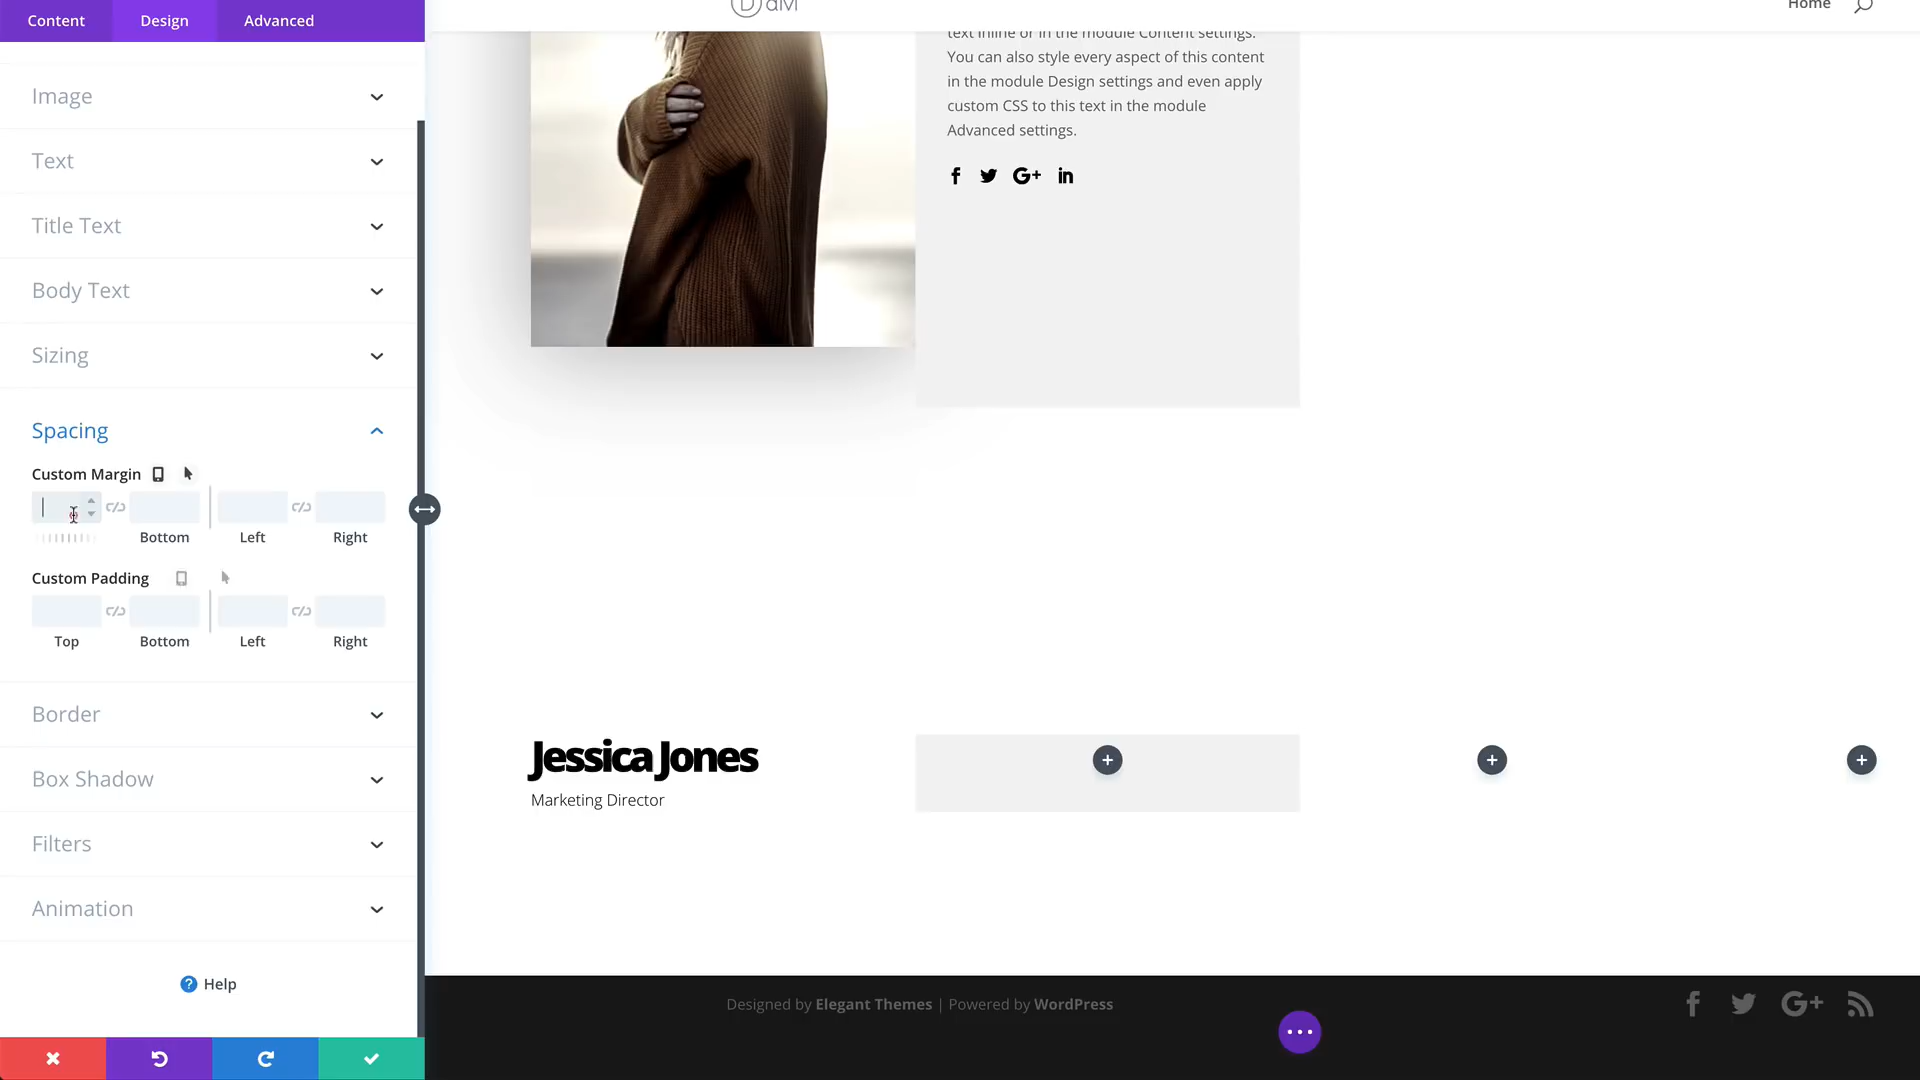 Content
Design
Advanced
Image
Text
Title Text
Body Text
Sizing
Spacing
Custom Margin
Bottom
Left
Right
Custom Padding
Top
Bottom
Left
Right
Border
Box Shadow
Filters
Animation
? Help
Home
text inline or in the module Content settings.
You can also style every aspect of this content
in the module Design settings and even apply
custom CSS to this text in the module
Advanced settings.
Jessica Jones
Marketing Director
Designed by Elegant Themes | Powered by WordPress